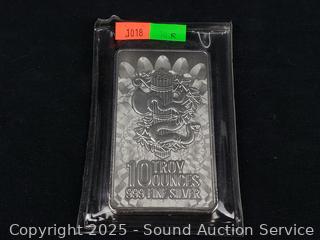 1018
10 TROY OUNCES
999 FINE SILVER
Copyright 2025 - Sound Auction Service